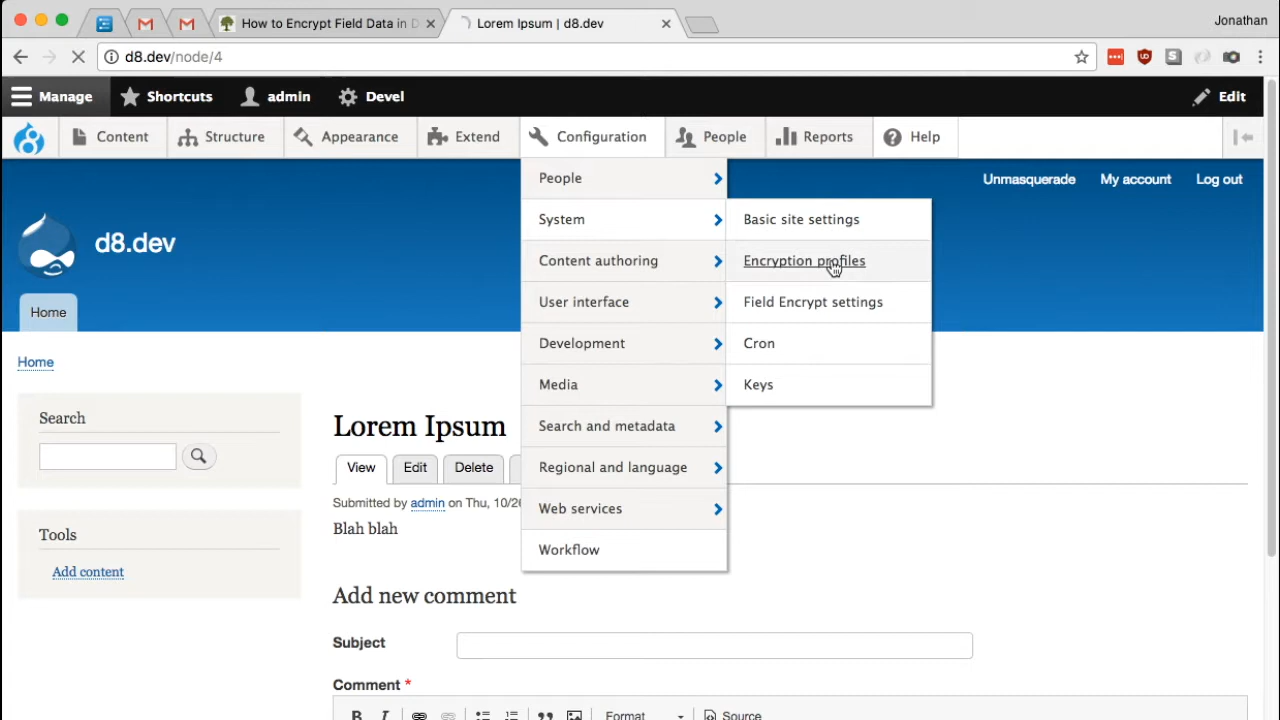 How to Encrypt Field Data in D
Lorem Ipsum | d8.dev
Jonathan
d8.dev/node/4
Manage
Shortcuts
admin
Devel
Edit
Content
Structure
Appearance
Extend
Configuration
People
Reports
Help
People
System
Content authoring
User interface
Development
Media
Search and metadata
Regional and language
Web services
Workflow
Basic site settings
Encryption profiles
Field Encrypt settings
Cron
Keys
Unmasquerade
My account
Log out
d8.dev
Home
Home
Search
Tools
Add content
Lorem Ipsum
View
Edit
Delete
Submitted by admin on Thu, 10/26
Blah blah
Add new comment
Subject
Comment *
B
I
Format
Source